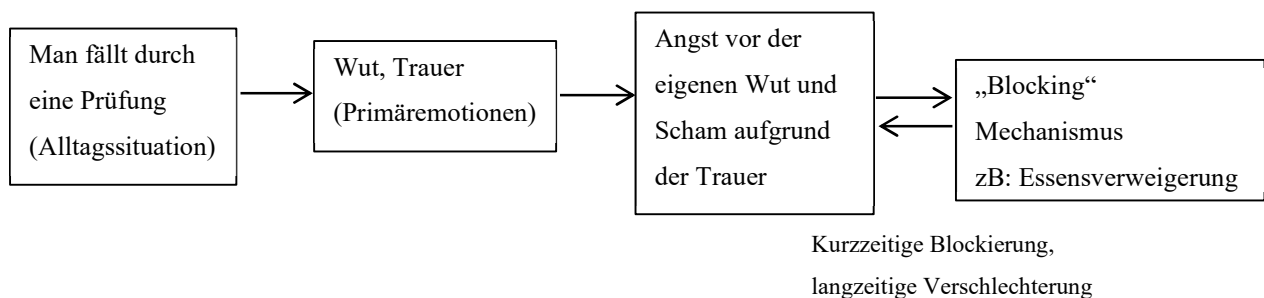 Man fällt durch
eine Prüfung
(Alltagssituation)
Wut, Trauer
(Primäremotionen)
Angst vor der
eigenen Wut und
Scham aufgrund
der Trauer
„Blocking“
Mechanismus
zB: Essensverweigerung
Kurzzeitige Blockierung,
langzeitige Verschlechterung